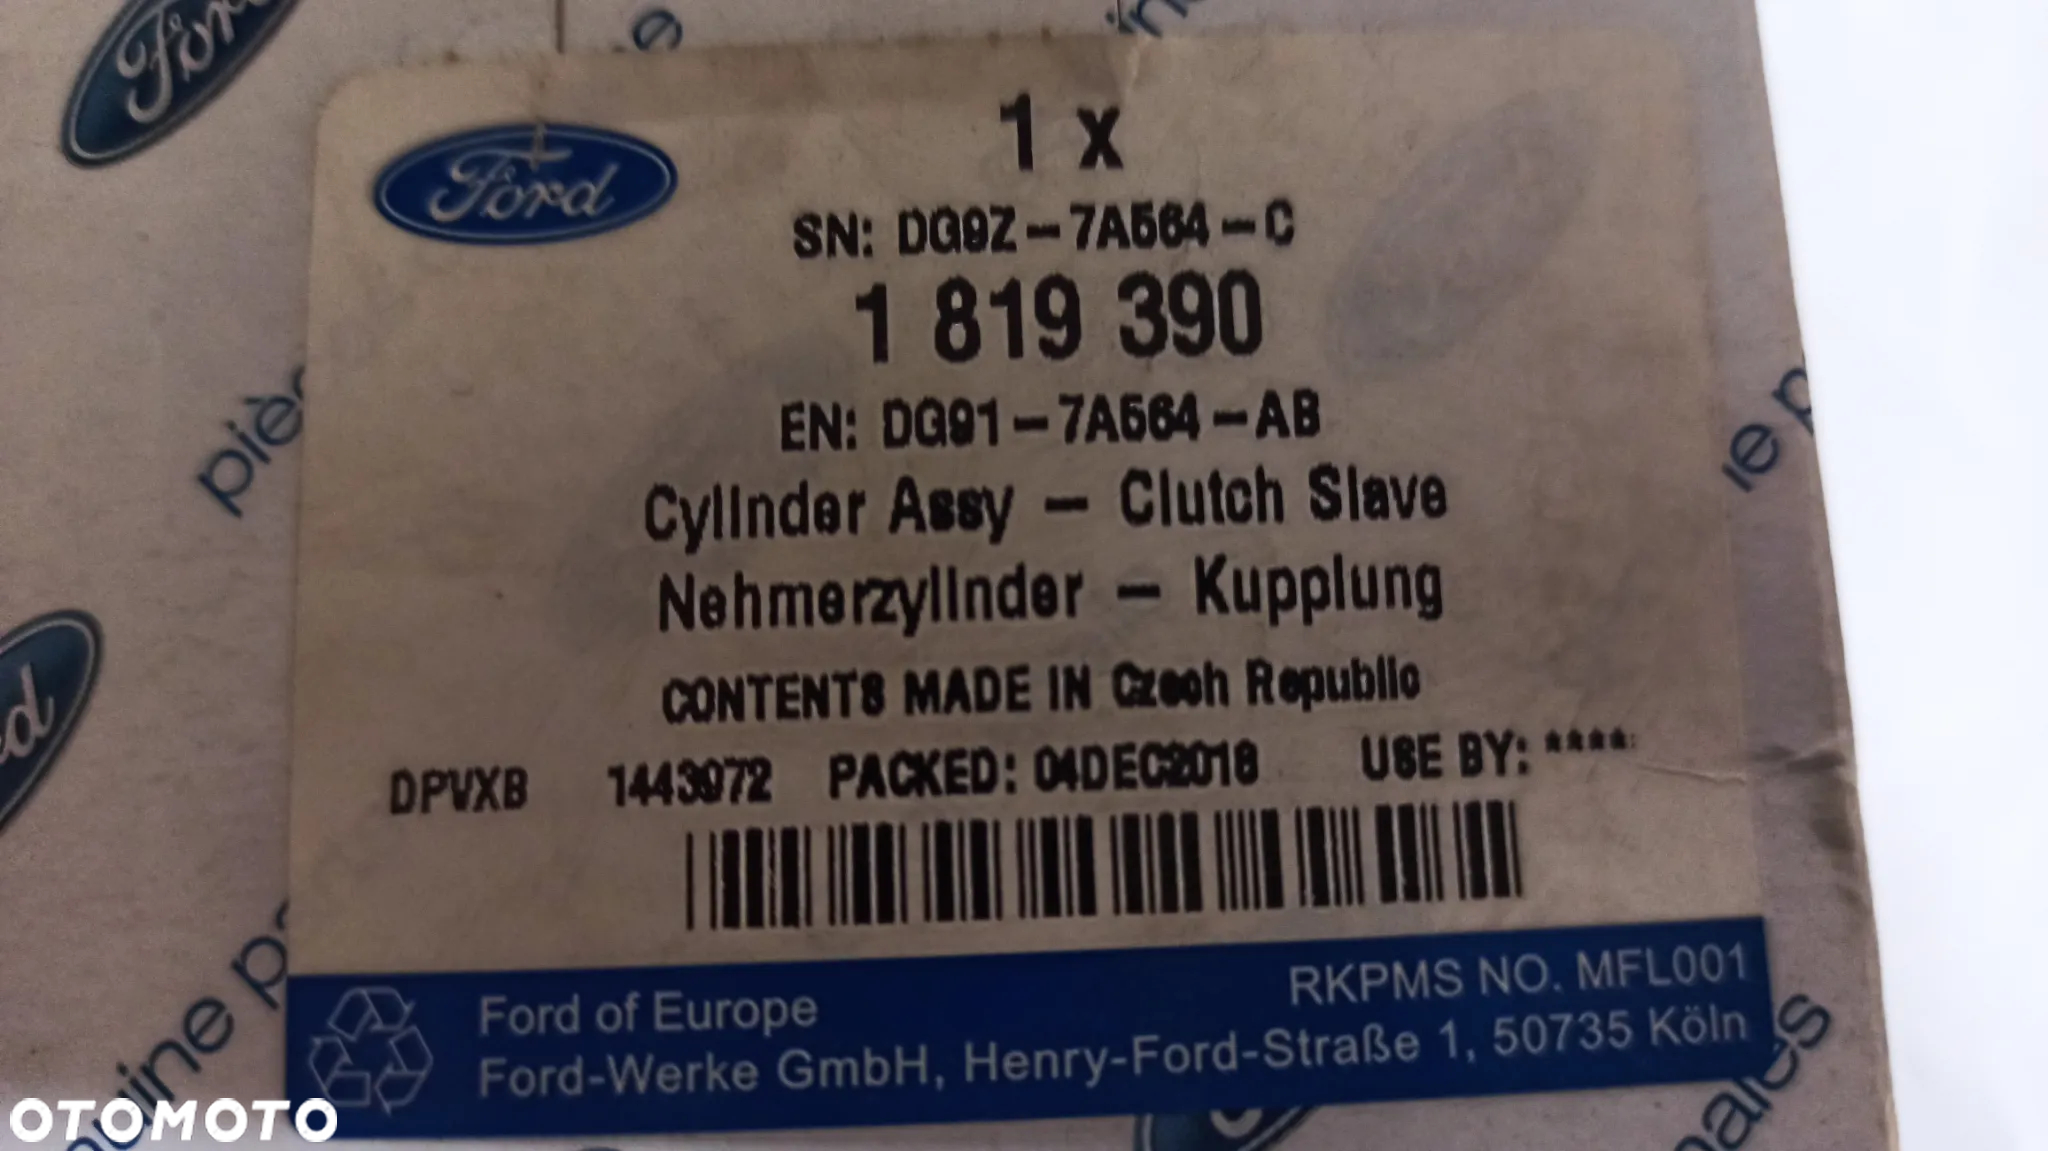 Ford
1 x
Ford
SN: DG9Z-7A564-C
1 819 390
EN: DG91-7A564-AB
Cylinder Assy - Clutch Slave
Nehmerzylinder - Kupplung
CONTENTS MADE IN Czech Republic
DPVXB 1443972 PACKED: 04DEC2018 USE BY: ****
RKPMS NO. MFL001
Ford of Europe
Ford-Werke GmbH, Henry-Ford-Straße 1, 50735 Köln
OTOMOTO